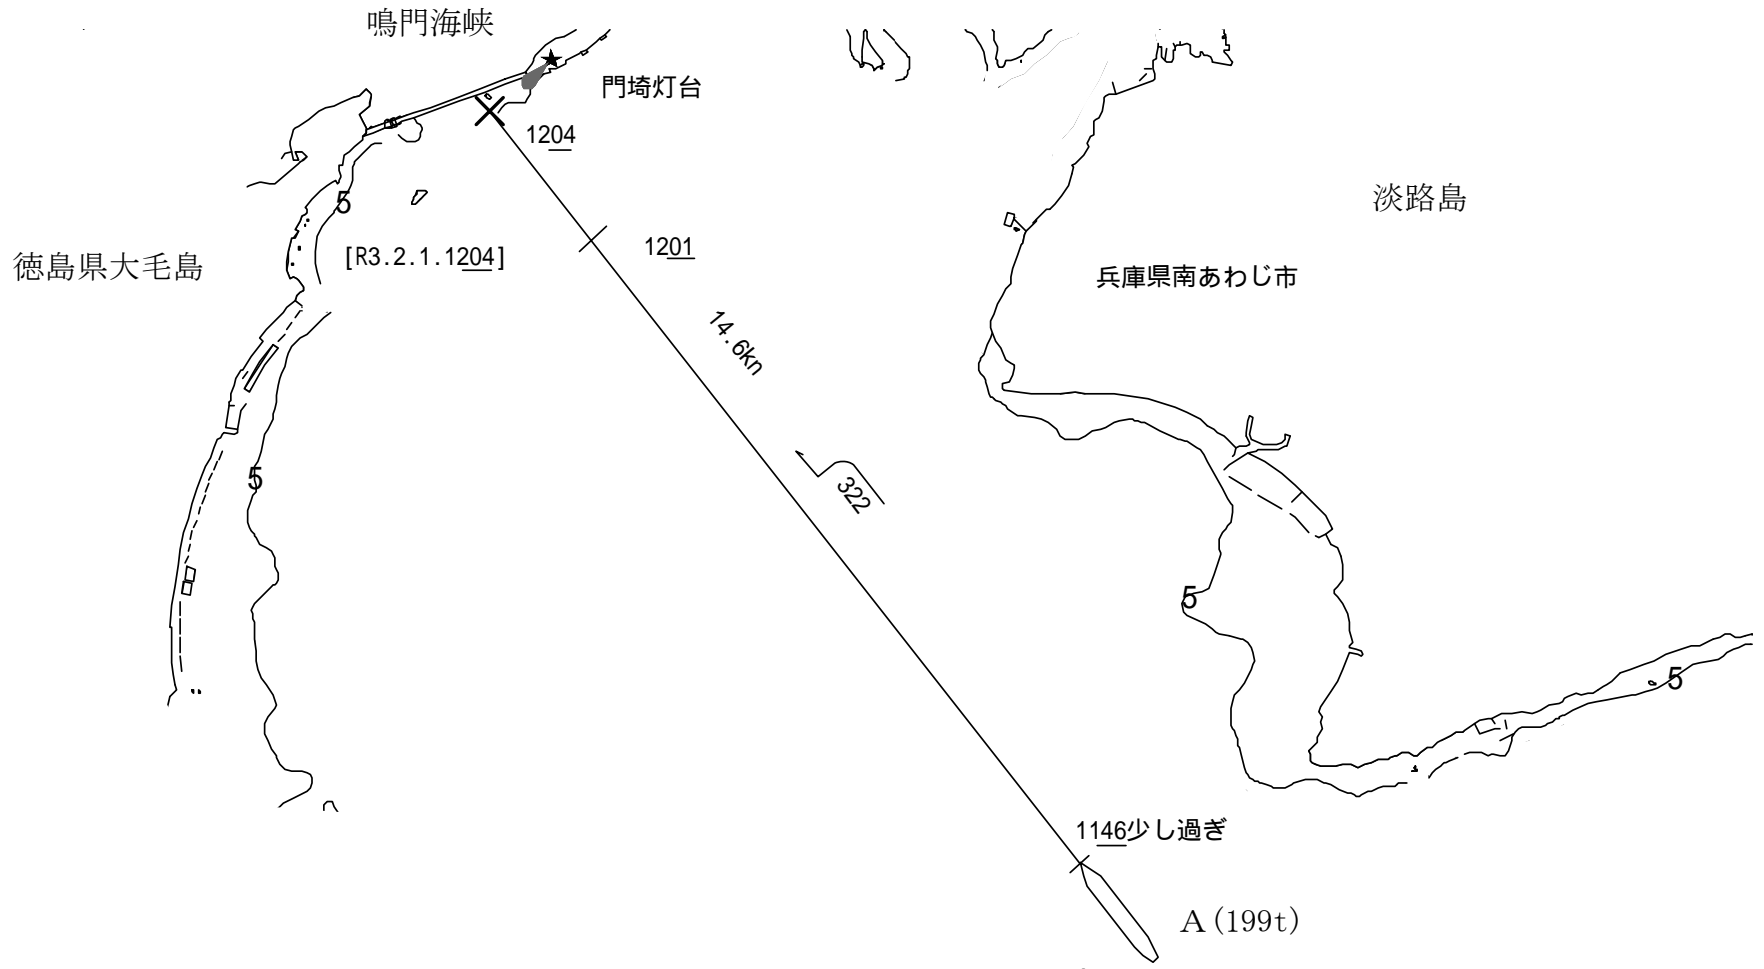 鳴門海峡
門埼灯台
1204
淡路島
5
1201
[R3.2.1.1204]
徳島県大毛島
兵庫県南あわじ市
14.6kn
5
322
5
5
1146少し過ぎ
A (199t)